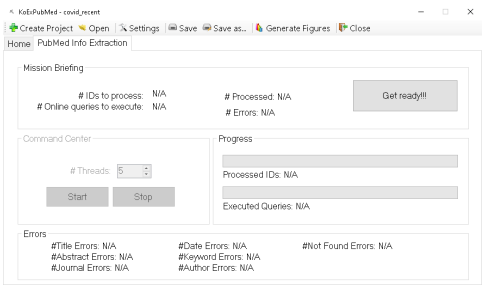 KoExPubMed - covid_recent
Create Project Open Settings Save Save as.. Generate Figures Close
Home PubMed Info Extraction
Mission Briefing
# IDs to process: N/A
# Online queries to execute: N/A
# Processed: N/A
# Errors: N/A
Get ready!!!
Command Center
# Threads: 5
Start Stop
Progress
Processed IDs: N/A
Executed Queries: N/A
Errors
#Title Errors: N/A #Date Errors: N/A #Not Found Errors: N/A
#Abstract Errors: N/A #Keyword Errors: N/A
#Journal Errors: N/A #Author Errors: N/A